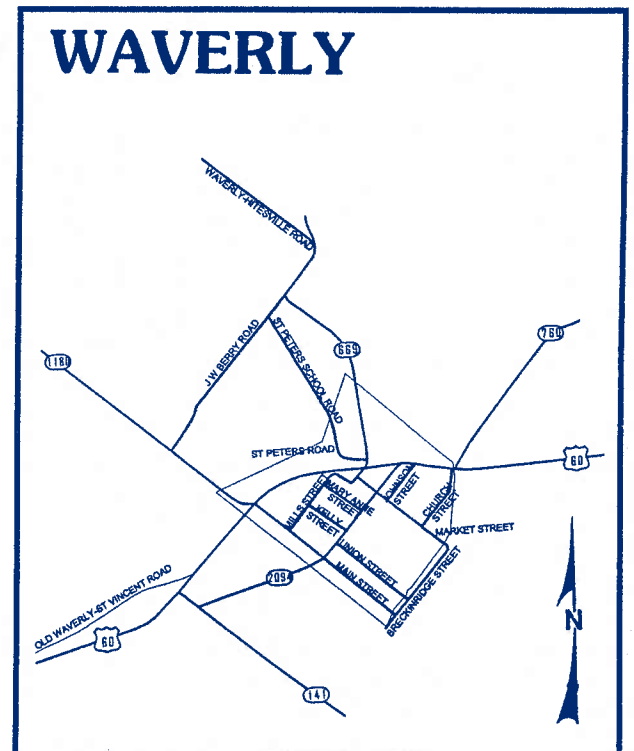 WAVERLY
WAVERLY-HITESVILLE ROAD
1180
J W BERRY ROAD
ST PETERS SCHOOL ROAD
669
760
ST PETERS ROAD
60
MILLS STREET
MARY ANNE
STREE
KELLY
STREET
JOHNSON
STREET
CHURCH
STREET
MARKET STREET
UNION STREET
MAIN STREET
BRECKINRIDGE STREET
2094
OLD WAVERLY-ST VINCENT ROAD
60
141
N